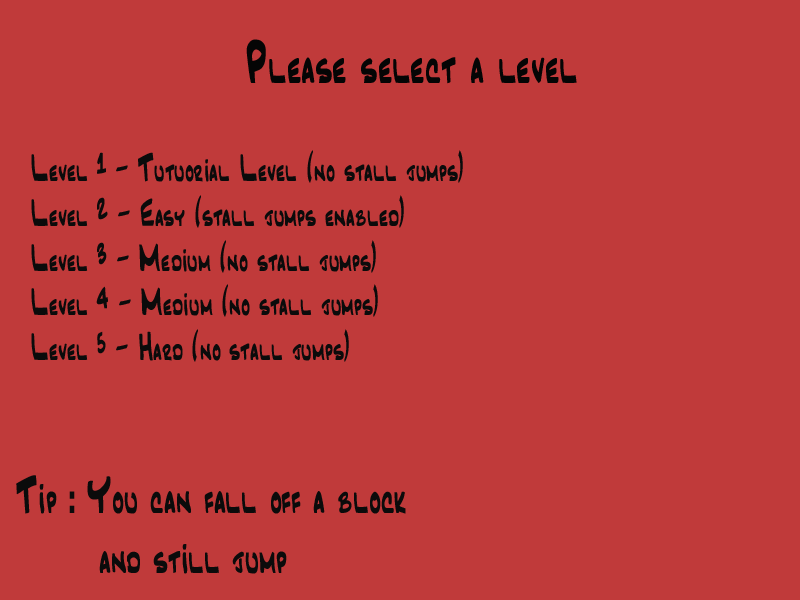 Please select a level
Level 1 - Tutuorial Level (no stall jumps)
Level 2 - Easy (stall jumps enabled)
Level 3 - Medium (no stall jumps)
Level 4 - Medium (no stall jumps)
Level 5 - Hard (no stall jumps)
Tip : You can fall off a block
and still jump